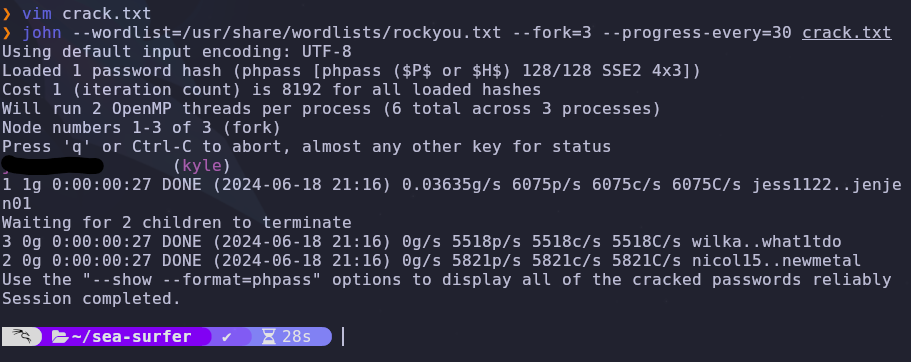 ❯ vim crack.txt
❯ john --wordlist=/usr/share/wordlists/rockyou.txt --fork=3 --progress-every=30 crack.txt
Using default input encoding: UTF-8
Loaded 1 password hash (phpass [phpass ($P$ or $H$) 128/128 SSE2 4x3])
Cost 1 (iteration count) is 8192 for all loaded hashes
Will run 2 OpenMP threads per process (6 total across 3 processes)
Node numbers 1-3 of 3 (fork)
Press 'q' or Ctrl-C to abort, almost any other key for status
(kyle)
1 1g 0:00:00:27 DONE (2024-06-18 21:16) 0.03635g/s 6075p/s 6075c/s 6075C/s jess1122..jenje
n01
Waiting for 2 children to terminate
3 0g 0:00:00:27 DONE (2024-06-18 21:16) 0g/s 5518p/s 5518c/s 5518C/s wilka..what1tdo
2 0g 0:00:00:27 DONE (2024-06-18 21:16) 0g/s 5821p/s 5821c/s 5821C/s nicol15..newmetal
Use the "--show --format=phpass" options to display all of the cracked passwords reliably
Session completed.
~/sea-surfer ✔ 28s